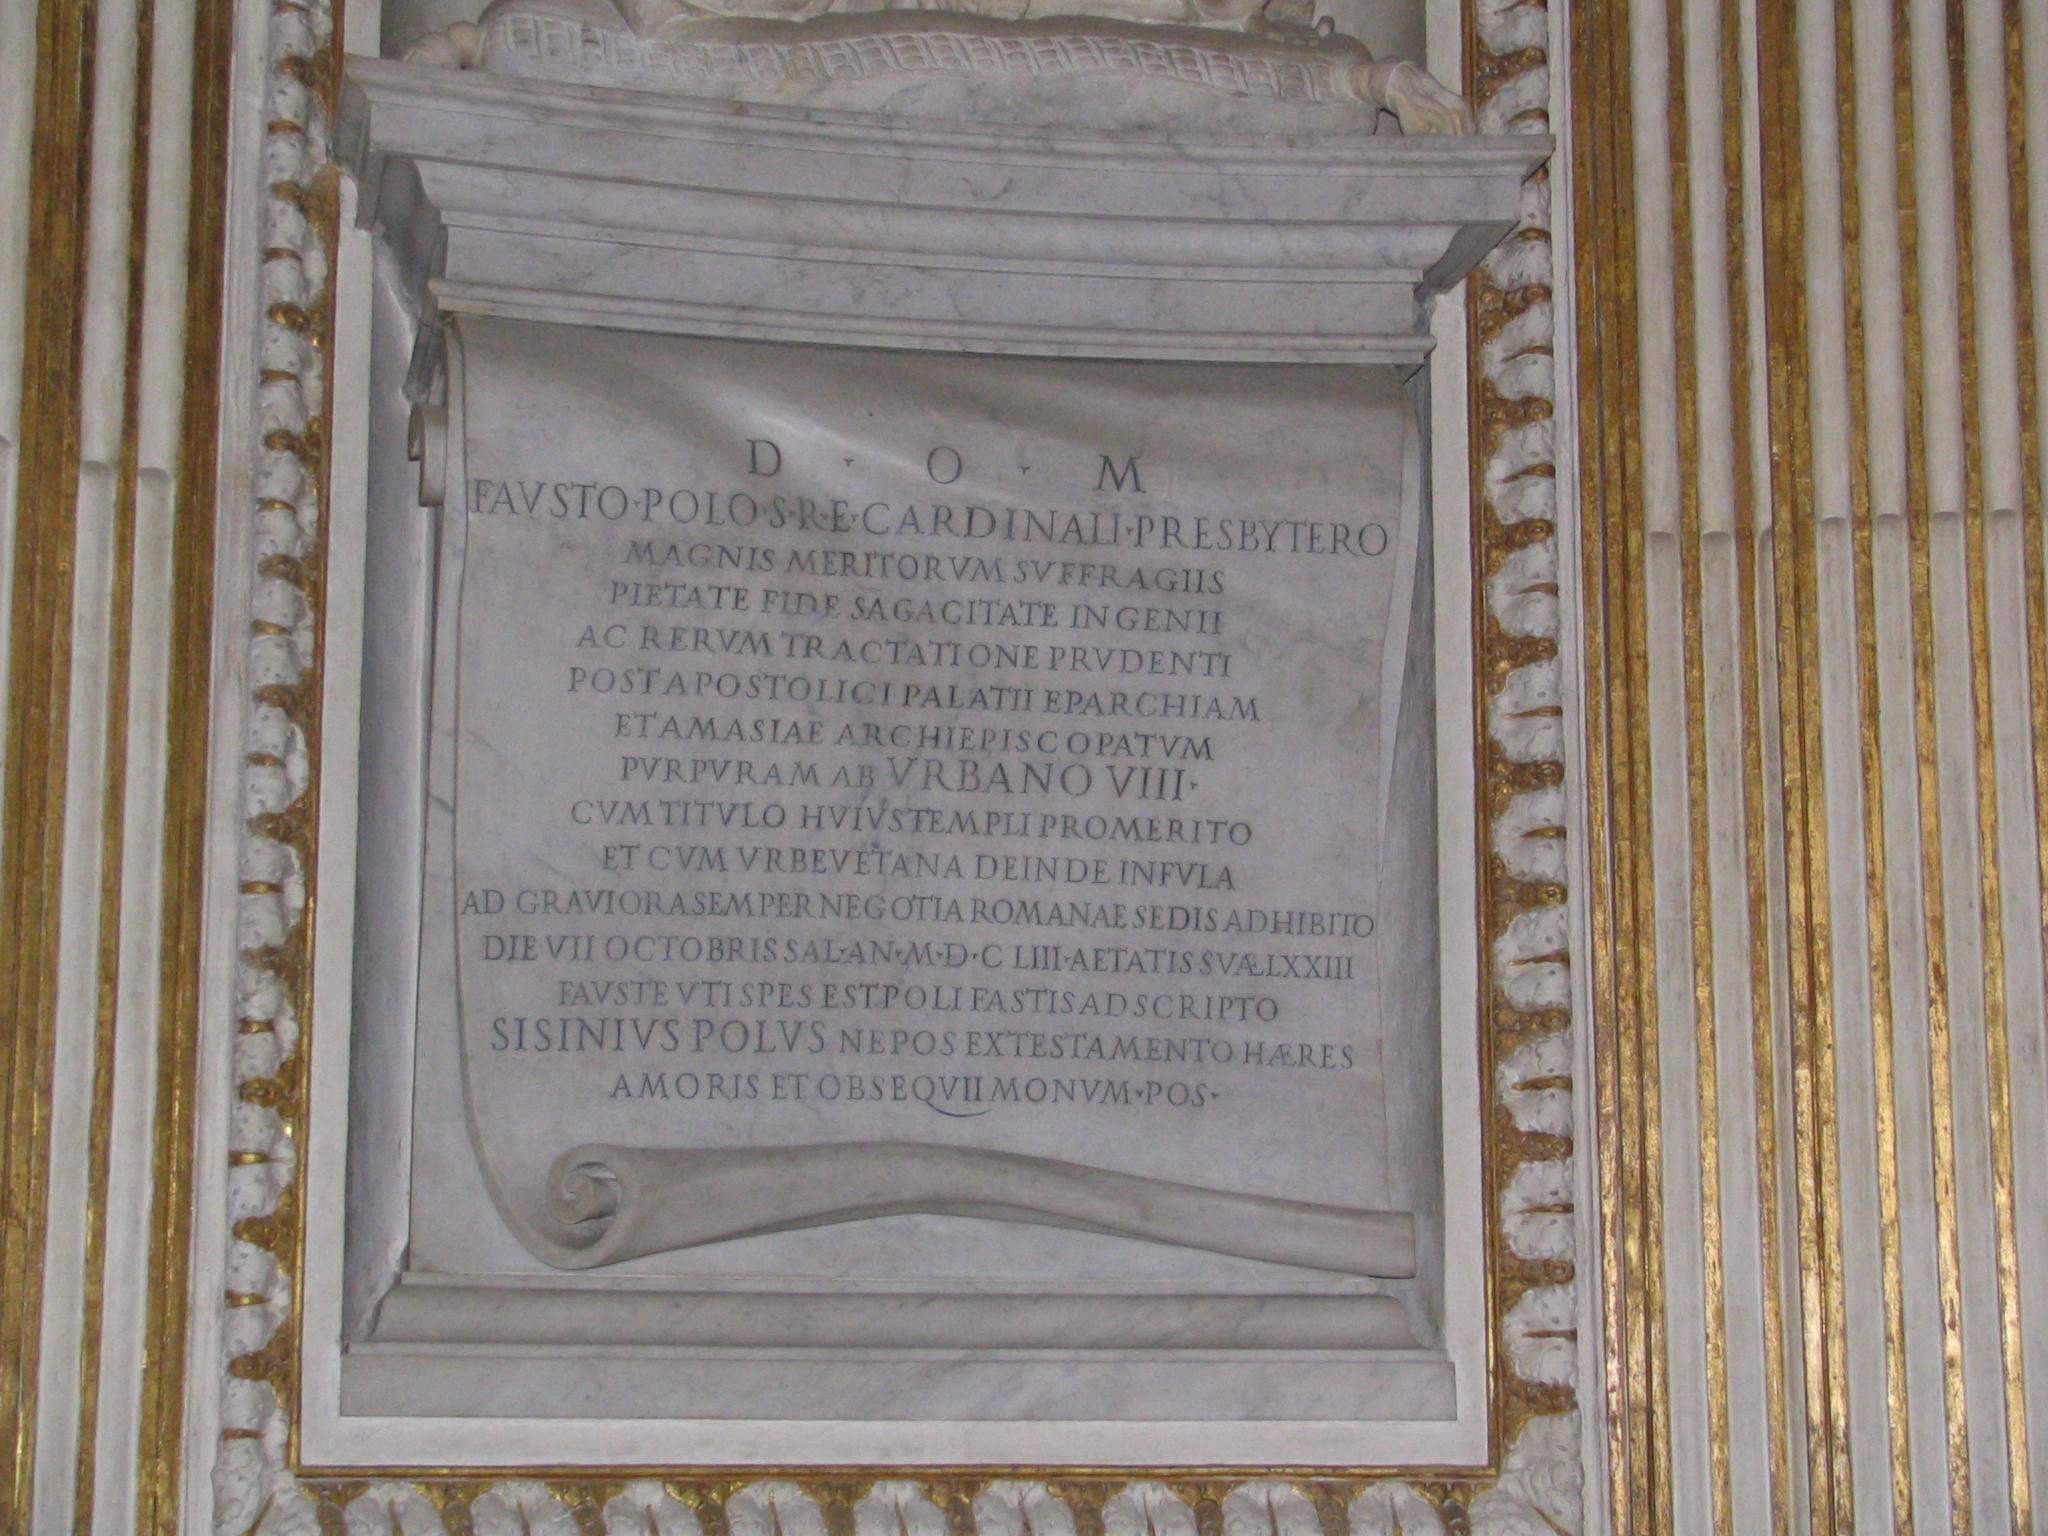 D · O · M
FAVSTO·POLO·S·R·E·CARDINALI·PRESBYTERO
MAGNIS MERITORVM SVFFRAGIIS
PIETATE FIDE SAGACITATE INGENII
AC RERVM TRACTATIONE PRVDENTI
POST APOSTOLICI PALATII EPARCHIAM
ET AMASIAE ARCHIEPISCOPATVM
PVRPVRAM AB VRBANO VIII·
CVM TITVLO HVIVS TEMPLI PROMERITO
ET CVM VRBEVETANA DEINDE INFVLA
AD GRAVIORA SEMPER NEGOTIA ROMANAE SEDIS ADHIBITO
DIE VII OCTOBRIS SAL·AN·M·D·C LIII·AETATIS SVÆ LXXIII
FAVSTE VTI SPES EST POLI FASTIS ADSCRIPTO
SISINIVS POLVS NEPOS EX TESTAMENTO HÆRES
AMORIS ET OBSEQVII MONVM·POS·